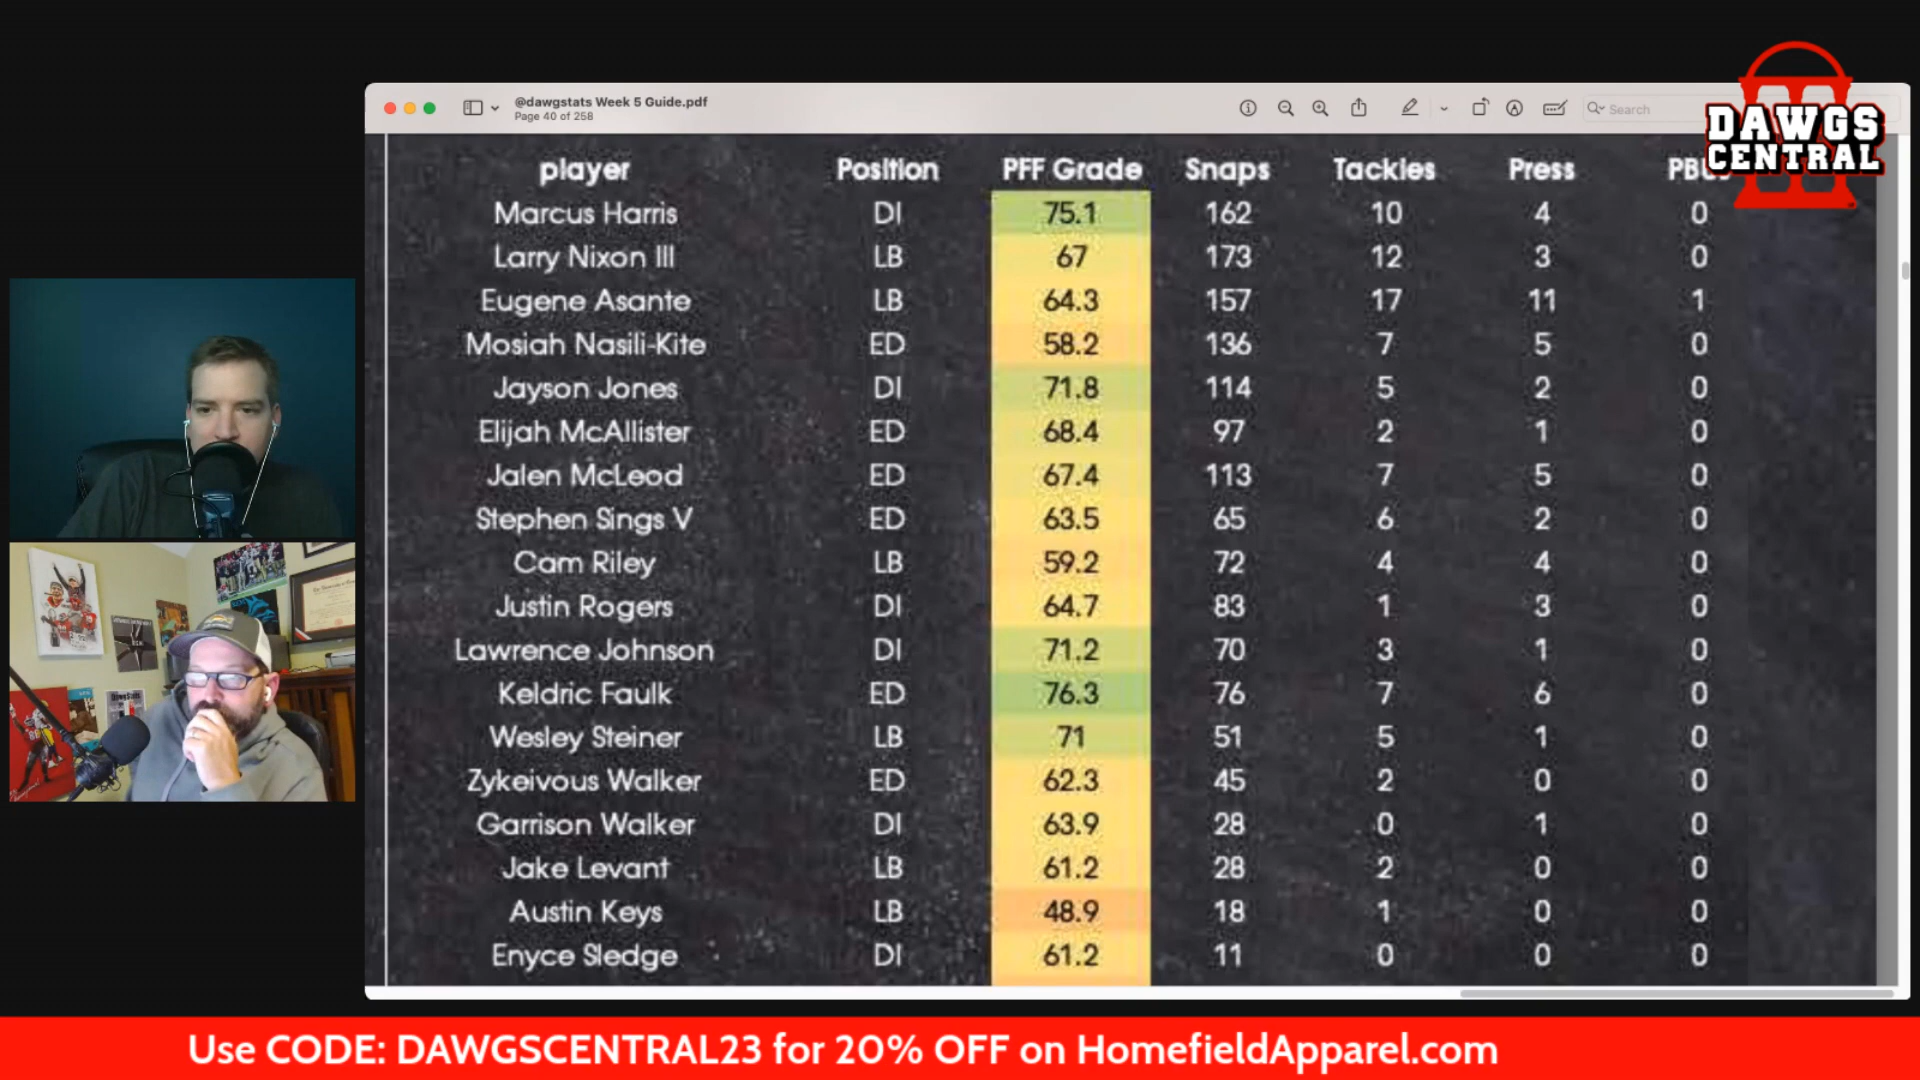 @dawgstats Week 5 Guide.pdf
Page 40 of 258
Search
DAWGS
CENTRAL
player Position PFF Grade Snaps Tackles Press
Marcus Harris DI 75.1 162 10 4 0
Larry Nixon III LB 67 173 12 3 0
Eugene Asante LB 64.3 157 17 11 1
Mosiah Nasili-Kite ED 58.2 136 7 5 0
Jayson Jones DI 71.8 114 5 2 0
Elijah McAllister ED 68.4 97 2 1 0
Jalen McLeod ED 67.4 113 7 5 0
Stephen Sings V ED 63.5 65 6 2 0
Cam Riley LB 59.2 72 4 4 0
Justin Rogers DI 64.7 83 1 3 0
Lawrence Johnson DI 71.2 70 3 1 0
Keldric Faulk ED 76.3 76 7 6 0
Wesley Steiner LB 71 51 5 1 0
Zykeivous Walker ED 62.3 45 2 0 0
Garrison Walker DI 63.9 28 0 1 0
Jake Levant LB 61.2 28 2 0 0
Austin Keys LB 48.9 18 1 0 0
Enyce Sledge DI 61.2 11 0 0 0
Use CODE: DAWGSCENTRAL23 for 20% OFF on HomefieldApparel.com